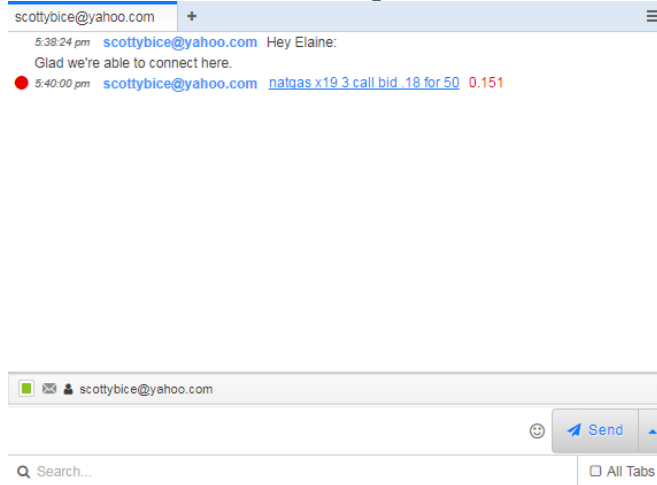 scottybice@yahoo.com +
5:38:24 pm scottybice@yahoo.com Hey Elaine:
Glad we're able to connect here.
5:40:00 pm scottybice@yahoo.com natgas x19 3 call bid .18 for 50 0.151
scottybice@yahoo.com
Send
Search...
All Tabs